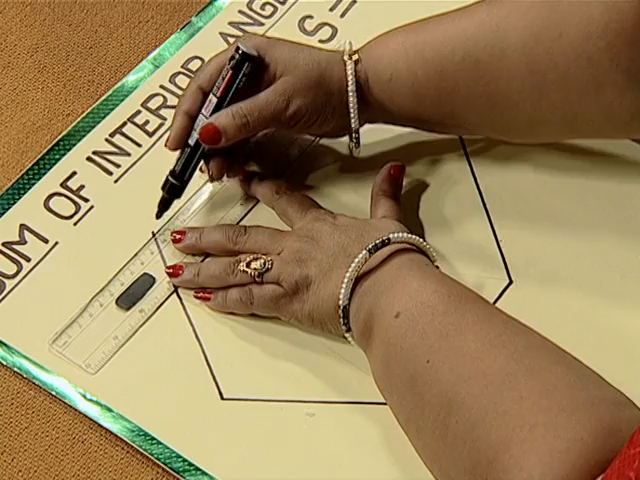 SUM OF INTERIOR ANGLE
S =